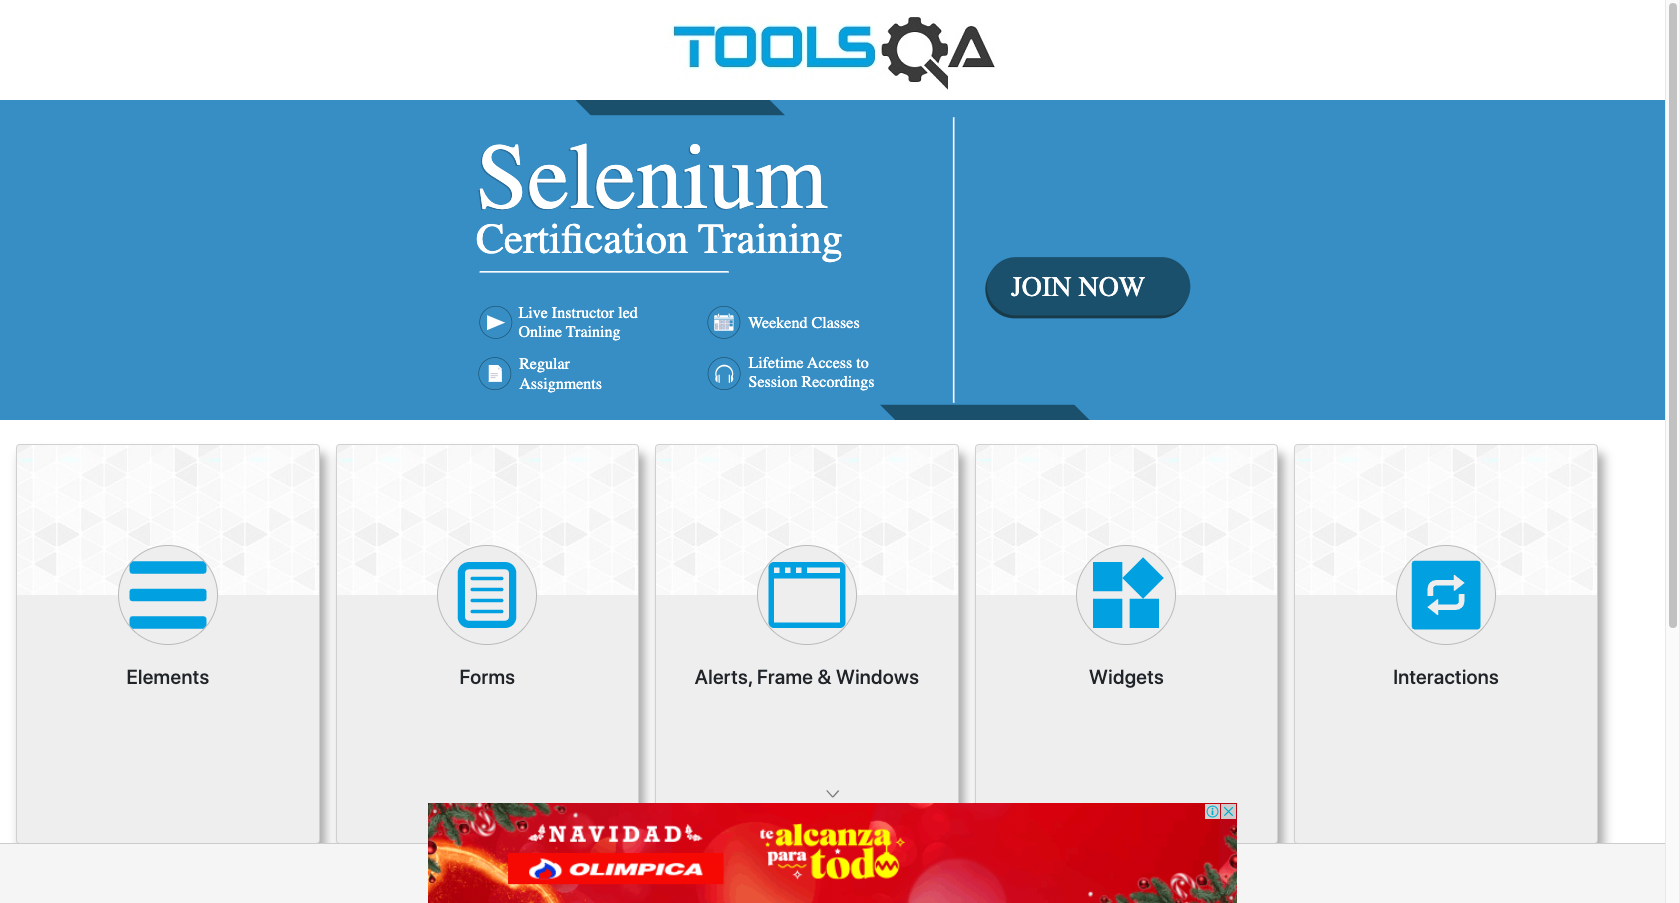 TOOLSQA
Selenium
Certification Training
JOIN NOW
Live Instructor led
Online Training
Weekend Classes
Regular
Assignments
Lifetime Access to
Session Recordings
Elements
Forms
Alerts, Frame & Windows
Widgets
Interactions
NAVIDAD
OLIMPICA
te alcanza
para todo